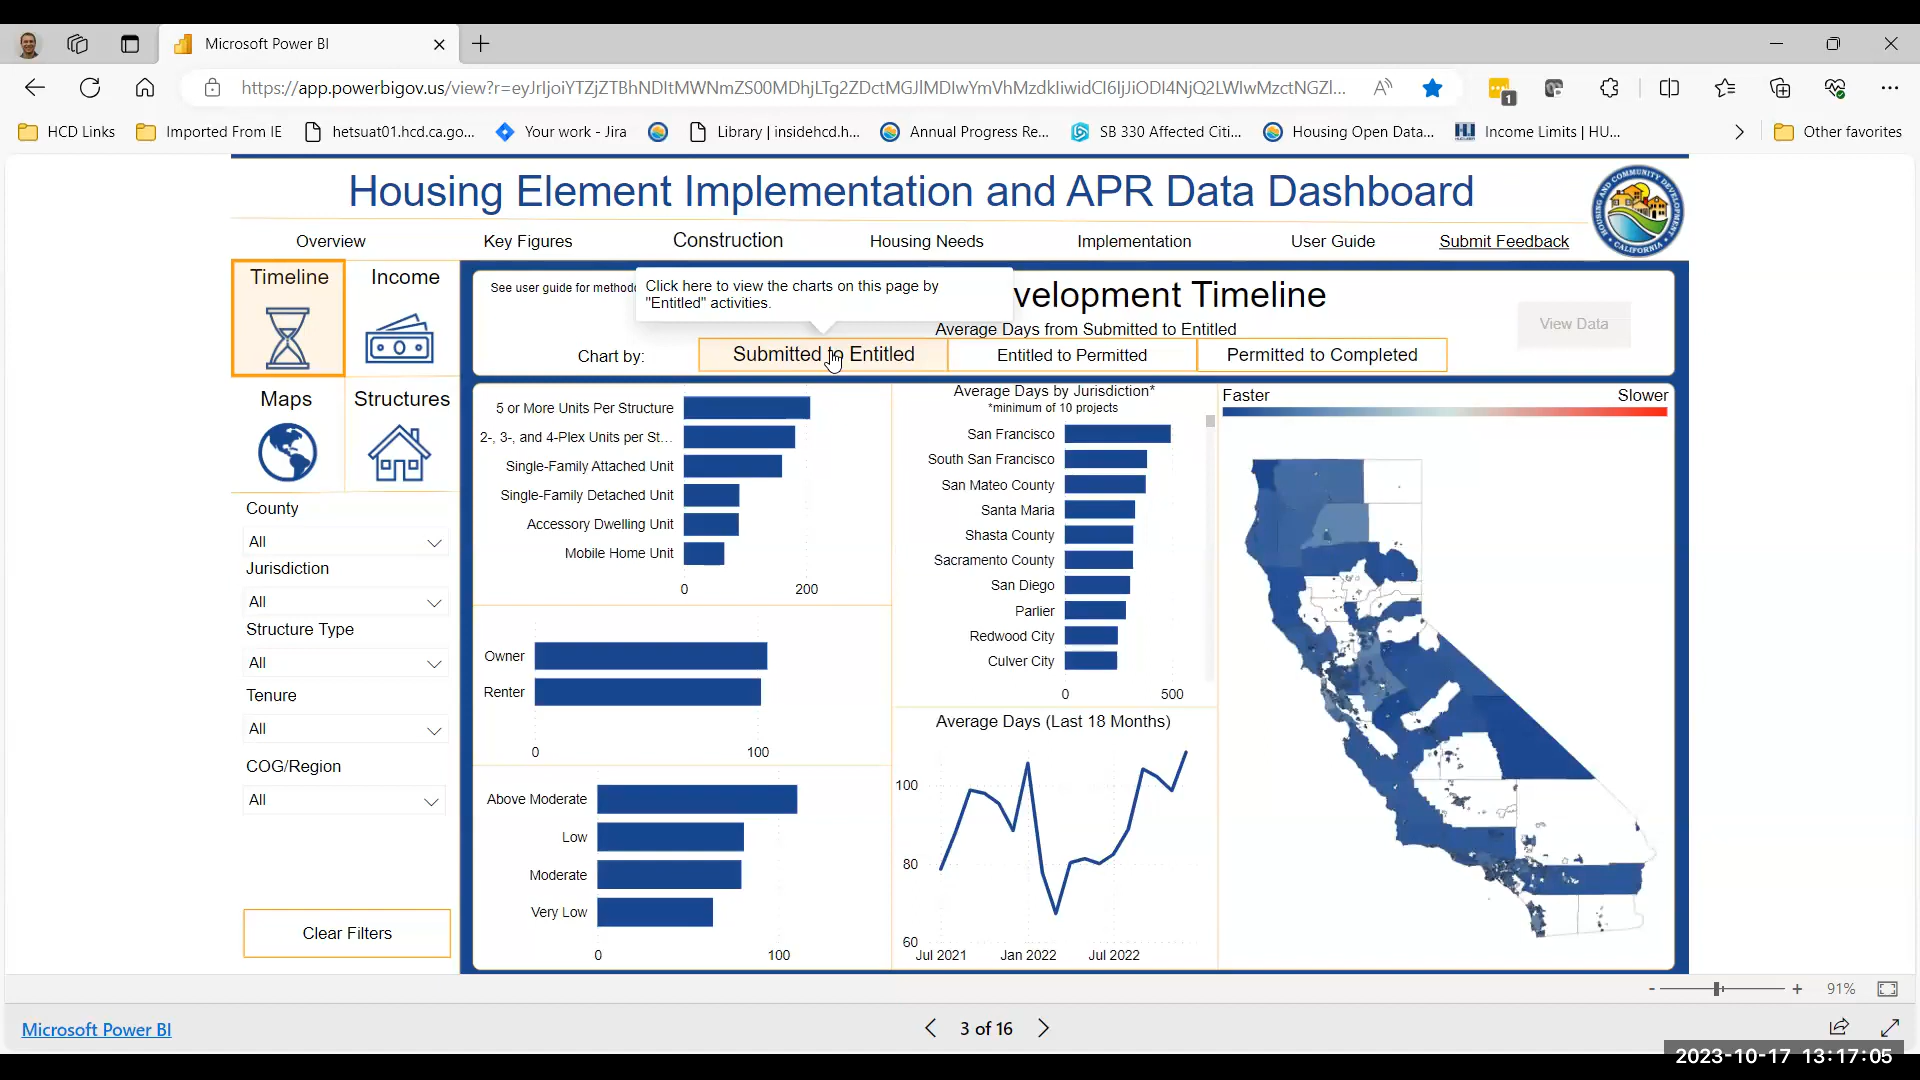 Microsoft Power BI
https://app.powerbigov.us/view?r=eyJrIjoiYTZjZTBhNDItMWNmZS00MDhjLTg2ZDctMGJlMDIwYmVhMzdkIiwidCI6IjJiODI4NjQ2LWIwMzctNGZl...
1
HCD Links
Imported From IE
hetsuat01.hcd.ca.go...
Your work - Jira
Library | insidehcd.h...
Annual Progress Re...
SB 330 Affected Citi...
Housing Open Data...
Income Limits | HU...
Other favorites
Housing Element Implementation and APR Data Dashboard
HOUSING AND COMMUNITY DEVELOPMENT
CALIFORNIA
Overview
Key Figures
Construction
Housing Needs
Implementation
User Guide
Submit Feedback
Timeline
Income
Maps
Structures
County
All
Jurisdiction
All
Structure Type
All
Tenure
All
COG/Region
All
Clear Filters
See user guide for method
Click here to view the charts on this page by
"Entitled" activities.
velopment Timeline
Average Days from Submitted to Entitled
View Data
Chart by:
Submitted to Entitled
Entitled to Permitted
Permitted to Completed
5 or More Units Per Structure
2-, 3-, and 4-Plex Units per St...
Single-Family Attached Unit
Single-Family Detached Unit
Accessory Dwelling Unit
Mobile Home Unit
0
200
Owner
Renter
0
100
Above Moderate
Low
Moderate
Very Low
0
100
Average Days by Jurisdiction*
*minimum of 10 projects
San Francisco
South San Francisco
San Mateo County
Santa Maria
Shasta County
Sacramento County
San Diego
Parlier
Redwood City
Culver City
0
500
Average Days (Last 18 Months)
100
80
60
Jul 2021
Jan 2022
Jul 2022
Faster
Slower
- + 91%
Microsoft Power BI
3 of 16
2023-10-17 13:17:05